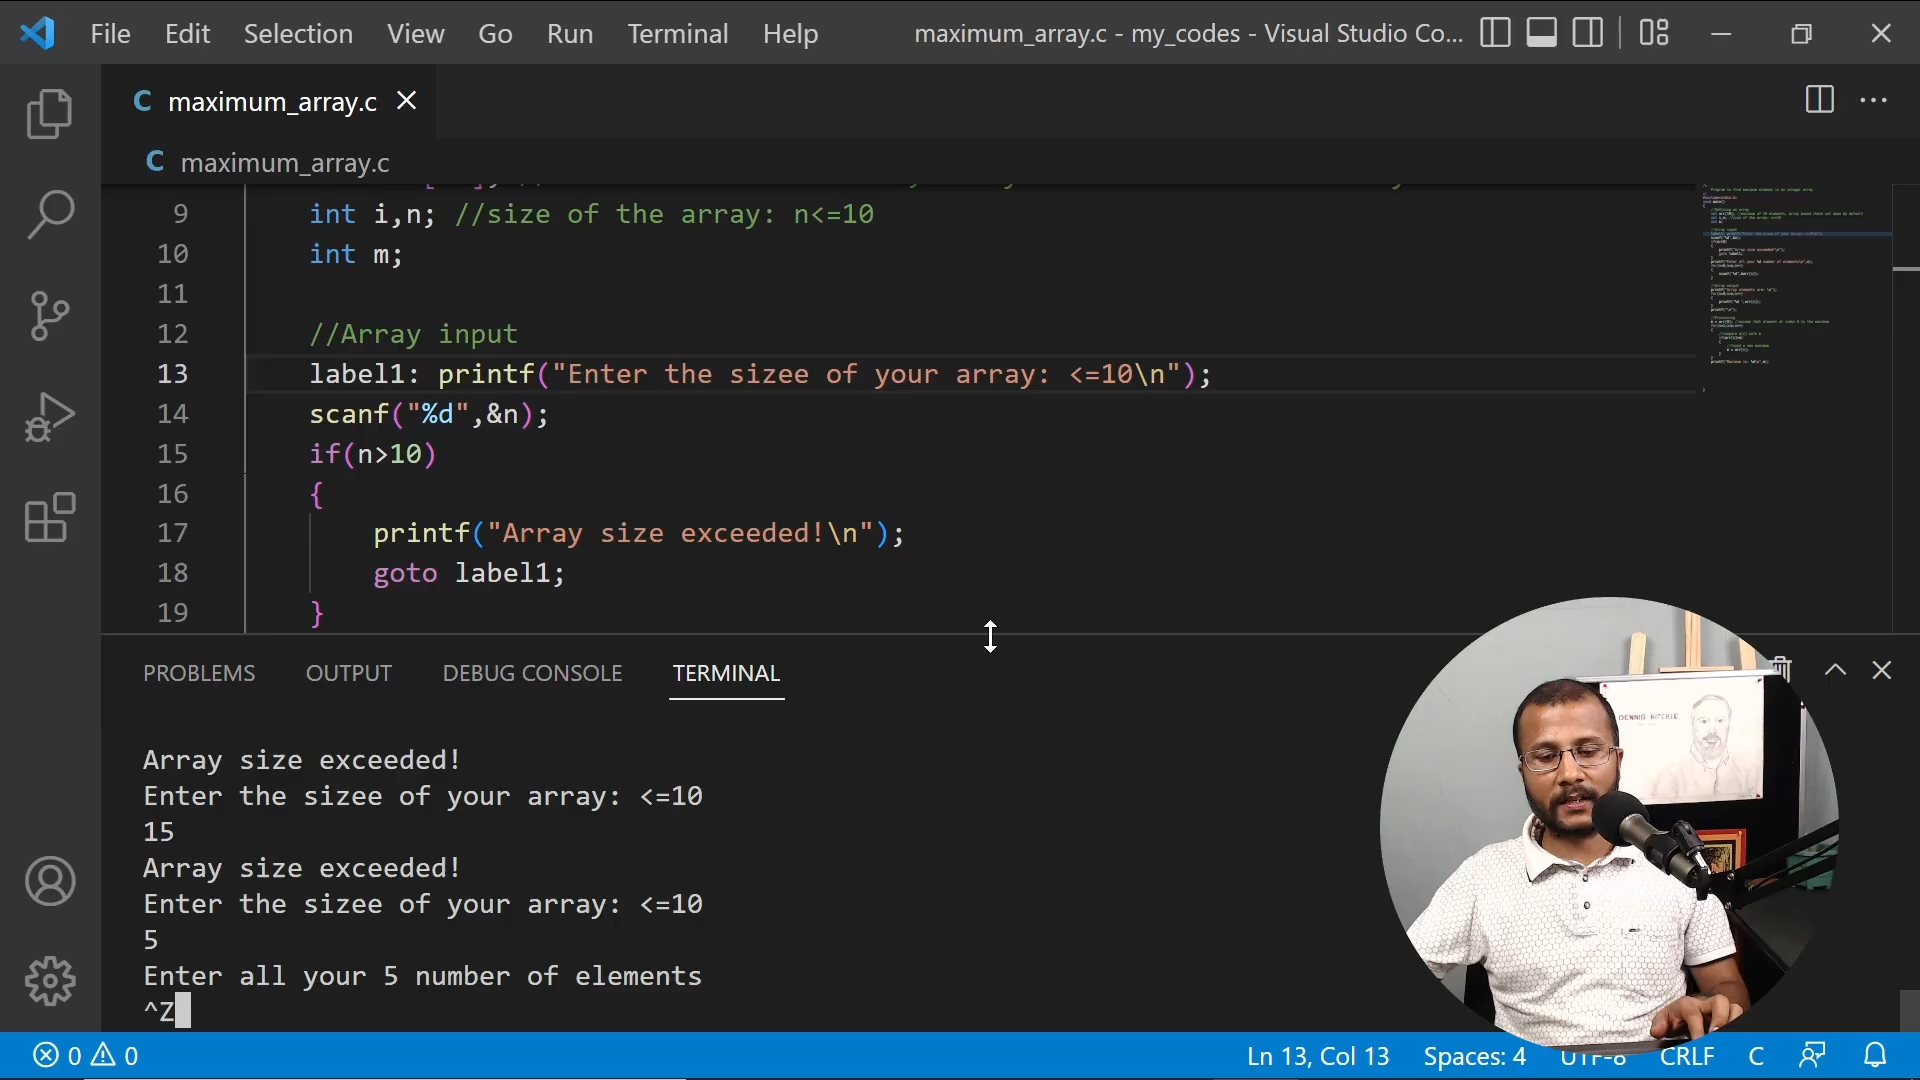 File Edit Selection View Go Run Terminal Help maximum_array.c - my_codes - Visual Studio Co...
C maximum_array.c
C maximum_array.c
9 int i,n; //size of the array: n<=10
10 int m;
11
12 //Array input
13 label1: printf("Enter the sizee of your array: <=10\n");
14 scanf("%d",&n);
15 if(n>10)
16 {
17 printf("Array size exceeded!\n");
18 goto label1;
19 }
PROBLEMS OUTPUT DEBUG CONSOLE TERMINAL
DENNIS RITCHIE
Array size exceeded!
Enter the sizee of your array: <=10
15
Array size exceeded!
Enter the sizee of your array: <=10
5
Enter all your 5 number of elements
^Z
0 0 Ln 13, Col 13 Spaces: 4 UTF-8 CRLF C